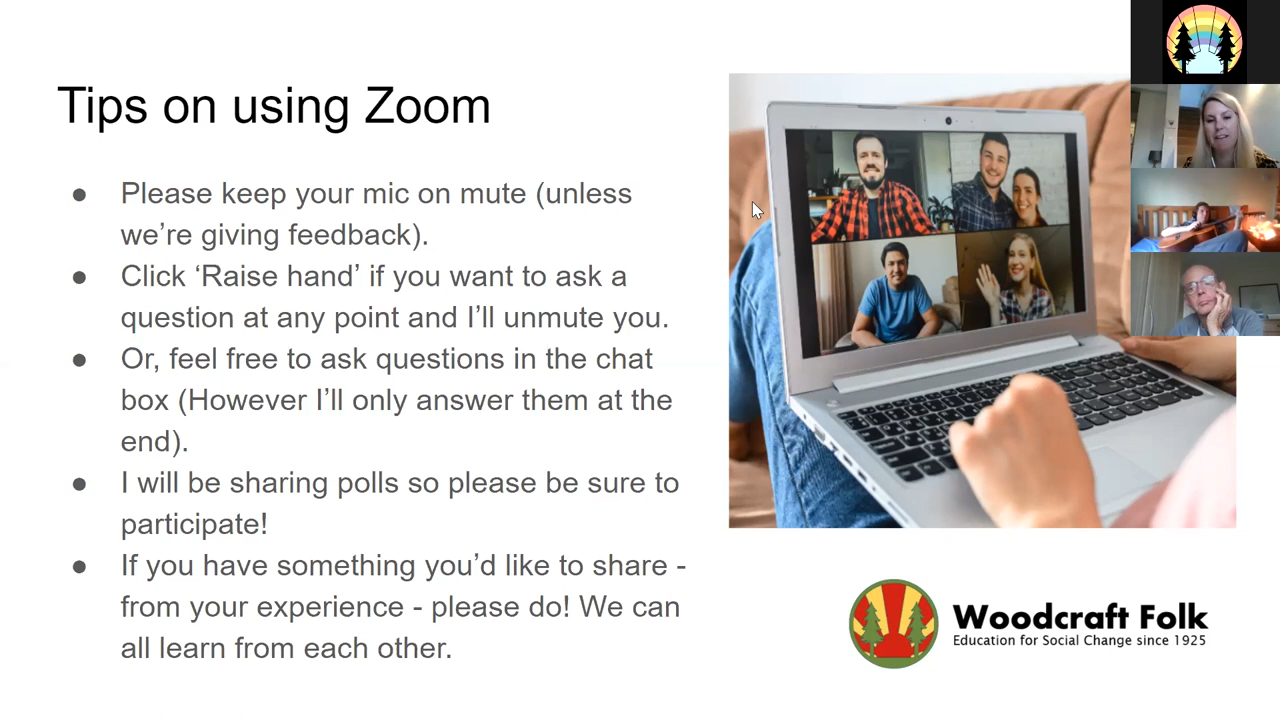 Tips on using Zoom
● Please keep your mic on mute (unless
we’re giving feedback).
● Click ‘Raise hand’ if you want to ask a
question at any point and I’ll unmute you.
● Or, feel free to ask questions in the chat
box (However I’ll only answer them at the
end).
● I will be sharing polls so please be sure to
participate!
● If you have something you’d like to share -
from your experience - please do! We can
all learn from each other.
Woodcraft Folk
Education for Social Change since 1925